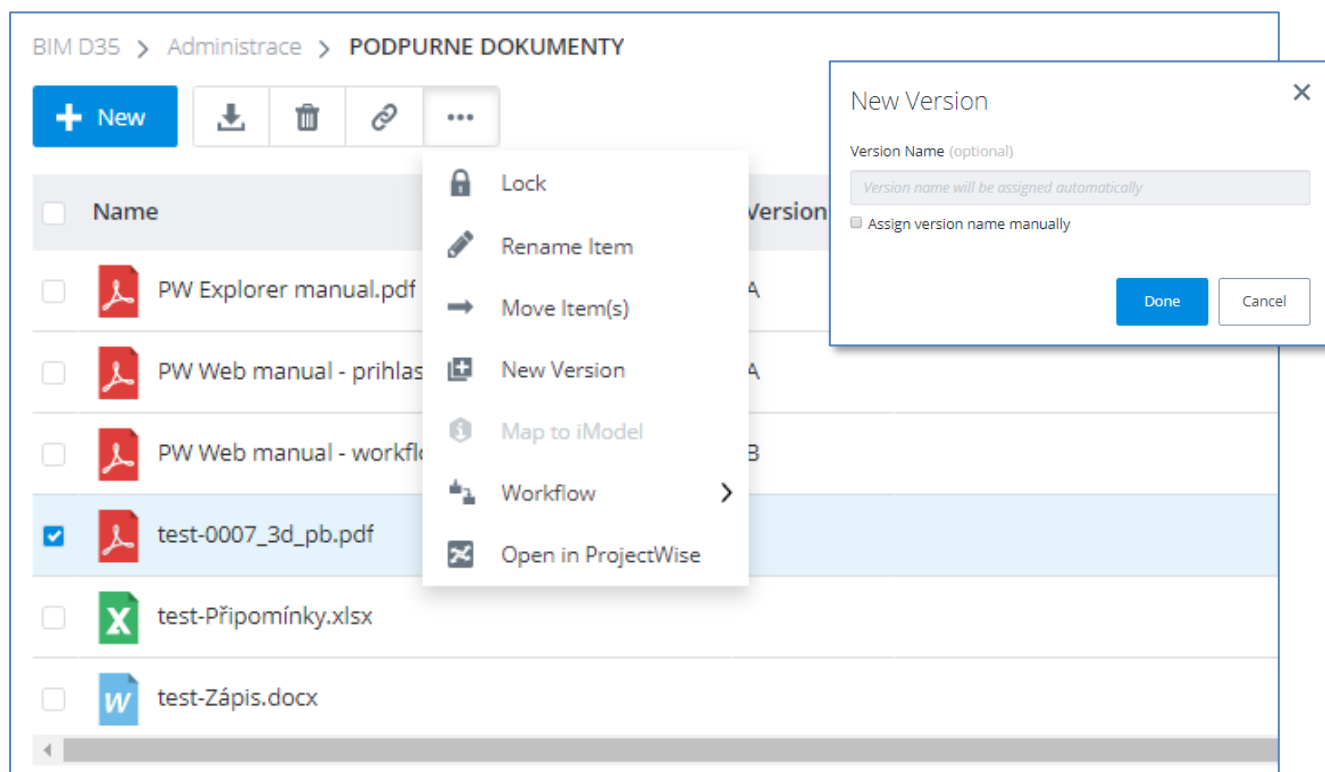 BIM D35 > Administrace > PODPURNE DOKUMENTY
+ New
Lock
Rename Item
Move Item(s)
New Version
Map to iModel
Workflow
Open in ProjectWise
Name
Version
PW Explorer manual.pdf
A
PW Web manual - prihlas
A
PW Web manual - workflo
B
test-0007_3d_pb.pdf
test-Připomínky.xlsx
test-Zápis.docx
New Version
Version Name (optional)
Version name will be assigned automatically
Assign version name manually
Done
Cancel